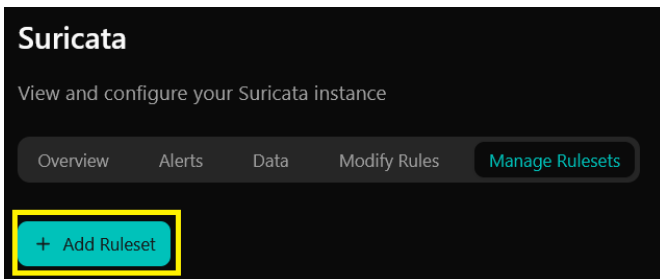 Suricata
View and configure your Suricata instance
Overview Alerts Data Modify Rules Manage Rulesets
+ Add Ruleset